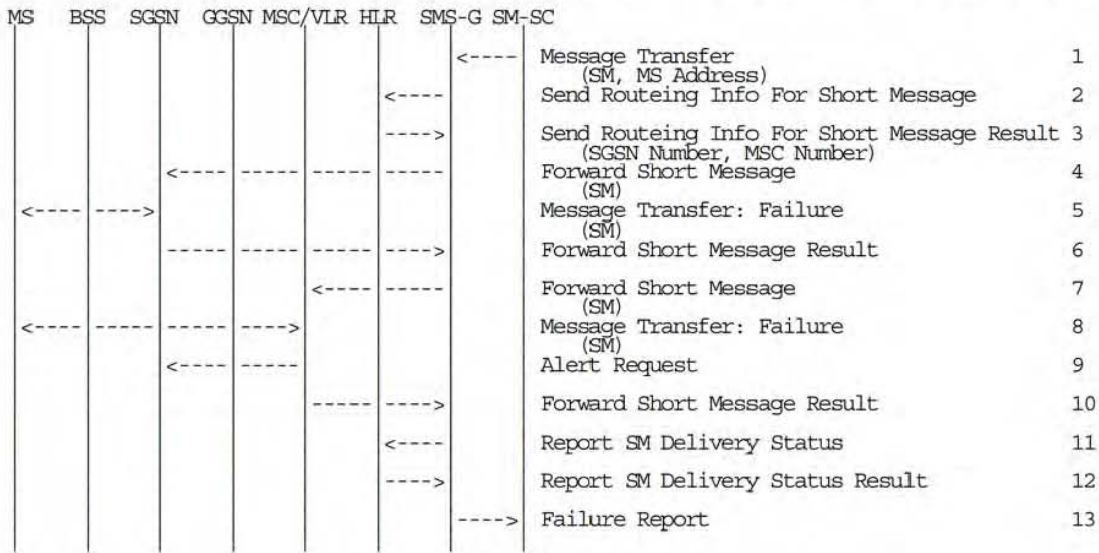 MS BSS SGSN GGSN MSC/VLR HLR SMS-G SM-SC
Message Transfer 1
(SM, MS Address)
Send Routeing Info For Short Message 2
Send Routeing Info For Short Message Result 3
(SGSN Number, MSC Number)
Forward Short Message 4
(SM)
Message Transfer: Failure 5
(SM)
Forward Short Message Result 6
Forward Short Message 7
(SM)
Message Transfer: Failure 8
(SM)
Alert Request 9
Forward Short Message Result 10
Report SM Delivery Status 11
Report SM Delivery Status Result 12
Failure Report 13